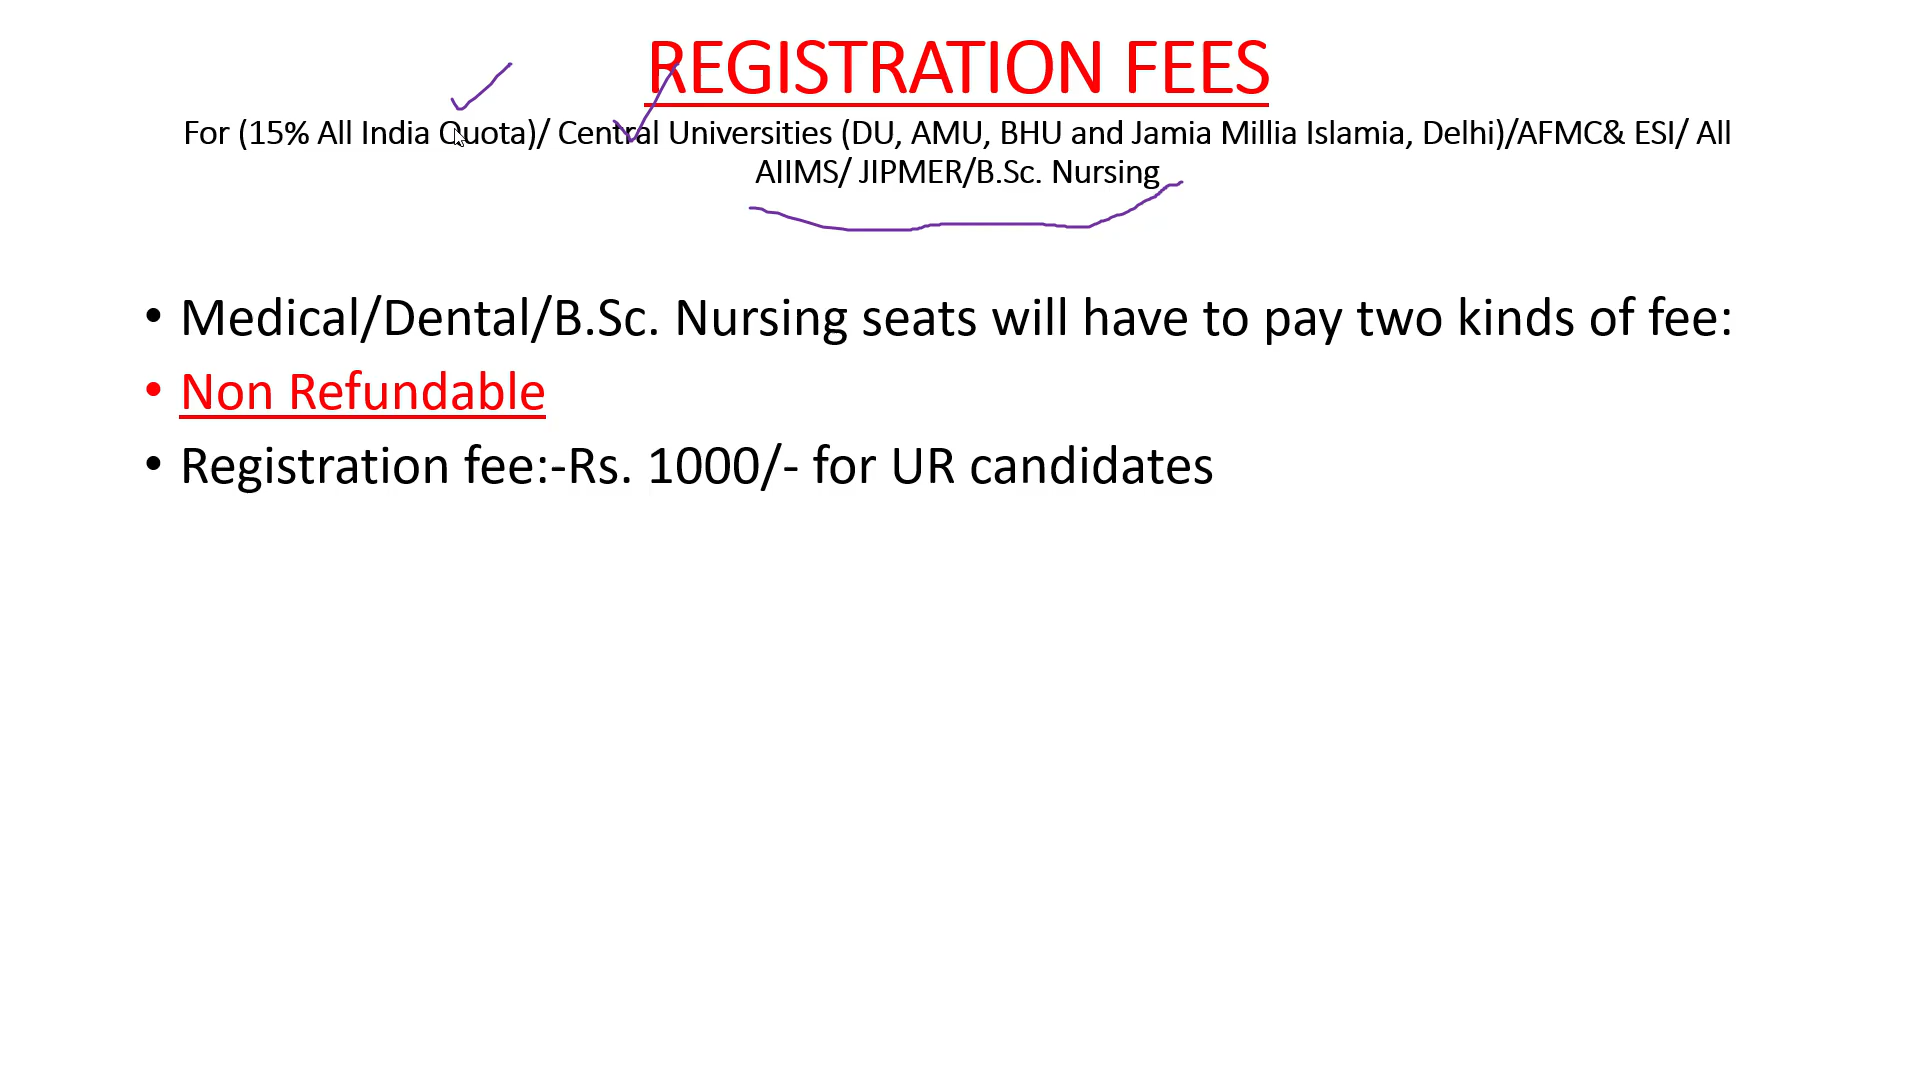 REGISTRATION FEES
For (15% All India Quota)/ Central Universities (DU, AMU, BHU and Jamia Millia Islamia, Delhi)/AFMC& ESI/ All
AIIMS/ JIPMER/B.Sc. Nursing
• Medical/Dental/B.Sc. Nursing seats will have to pay two kinds of fee:
• Non Refundable
• Registration fee:-Rs. 1000/- for UR candidates